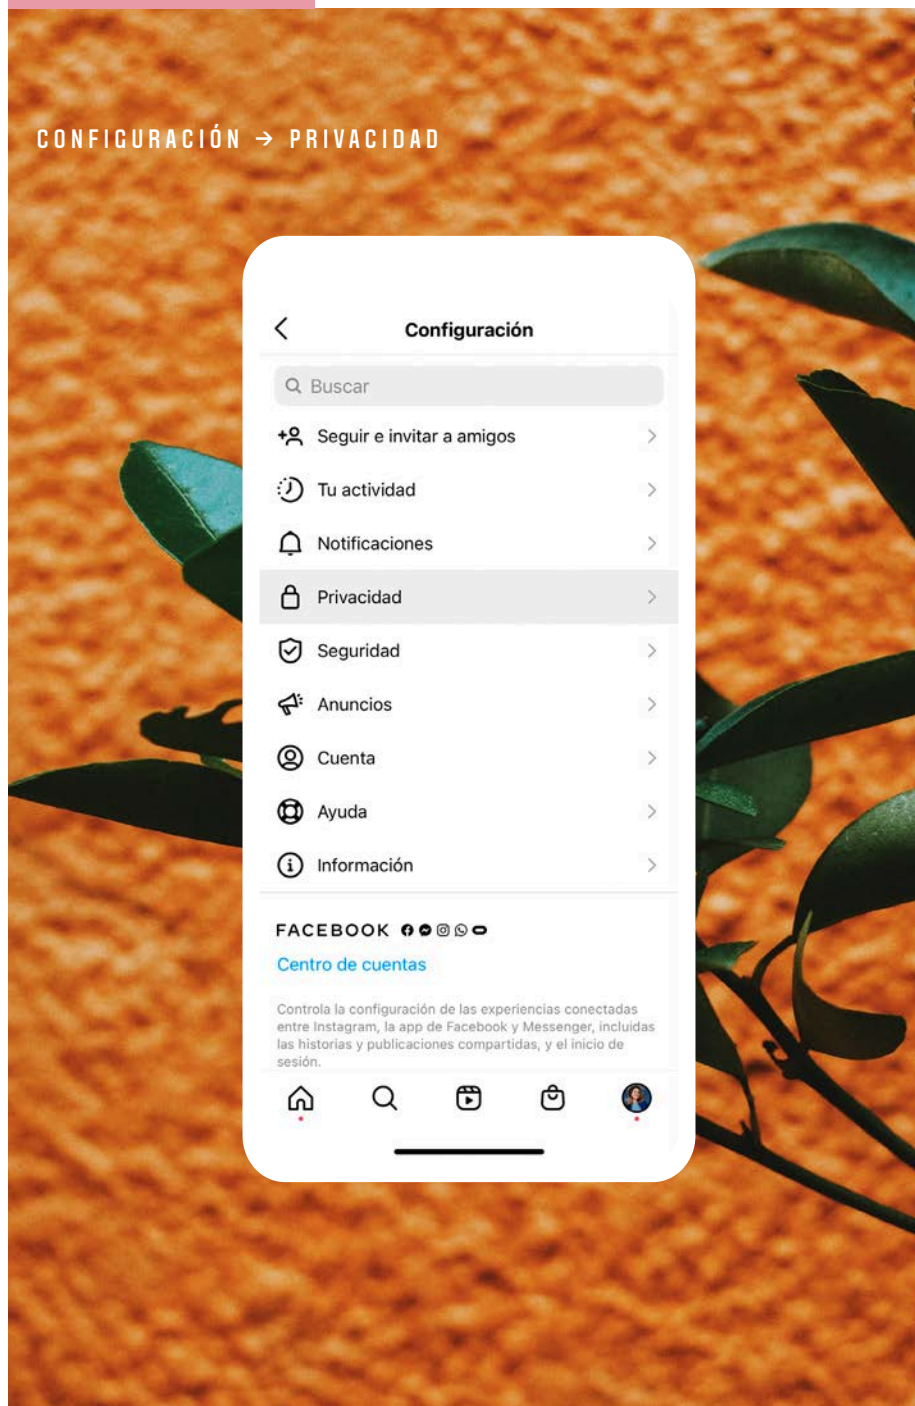 CONFIGURACIÓN → PRIVACIDAD
Configuración
Buscar
Seguir e invitar a amigos
Tu actividad
Notificaciones
Privacidad
Seguridad
Anuncios
Cuenta
Ayuda
Información
FACEBOOK
Centro de cuentas
Controla la configuración de las experiencias conectadas
entre Instagram, la app de Facebook y Messenger, incluidas
las historias y publicaciones compartidas, y el inicio de
sesión.